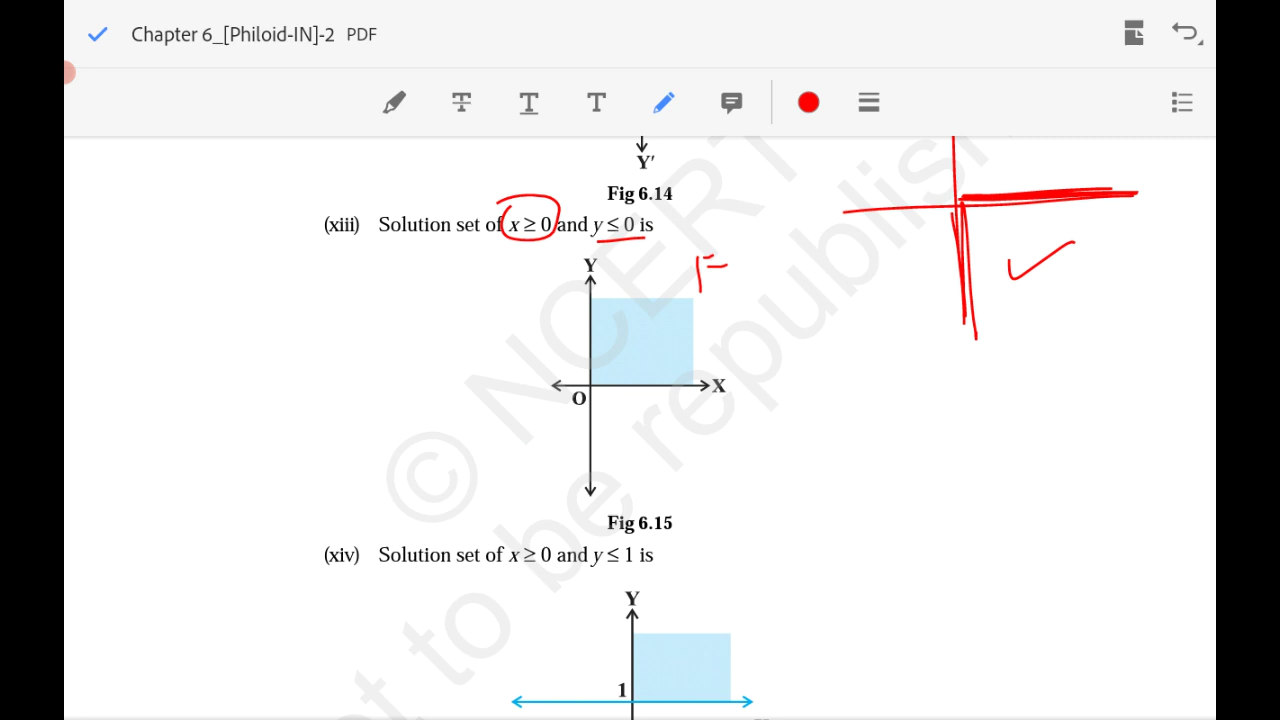 Chapter 6_[Philoid-IN]-2 PDF
Y′
Fig 6.14
(xiii) Solution set of x ≥ 0 and y ≤ 0 is
F
Y
X
O
Fig 6.15
(xiv) Solution set of x ≥ 0 and y ≤ 1 is
Y
1
© NCERT
not to be republis